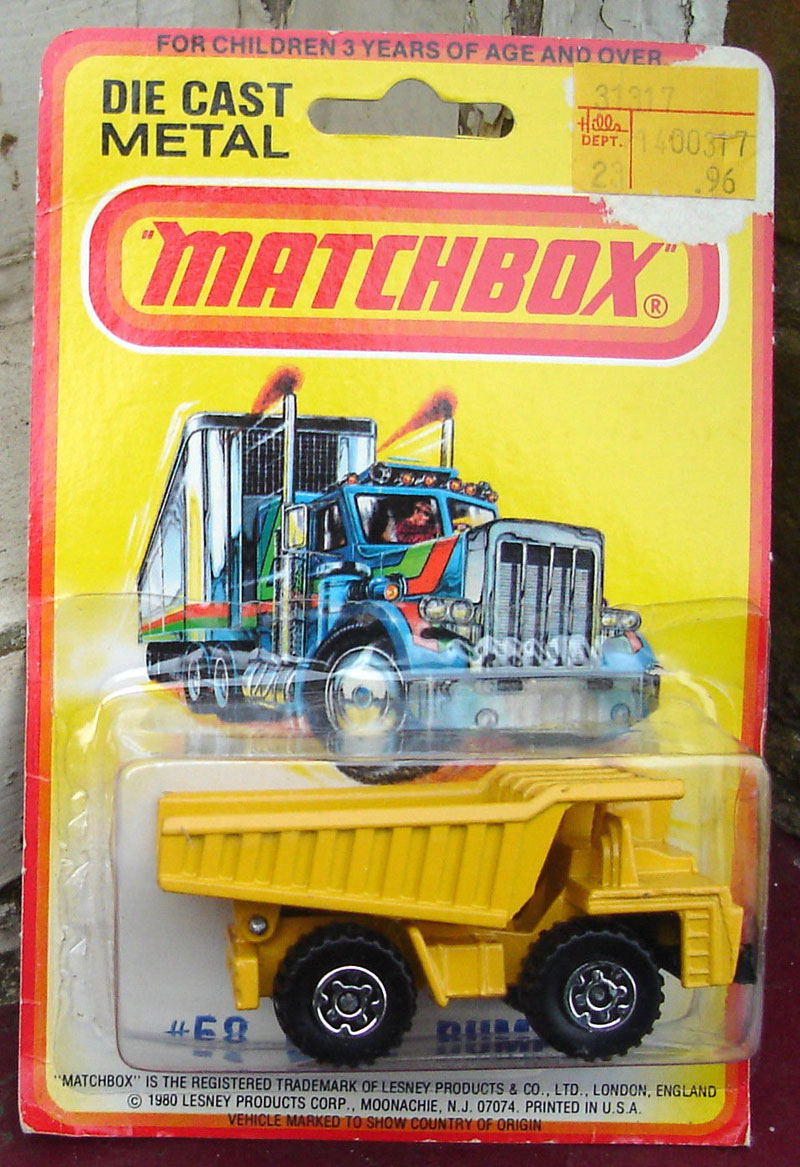 FOR CHILDREN 3 YEARS OF AGE AND OVER.
DIE CAST
METAL
31317
Hills
DEPT.
1400317
23
.96
"MATCHBOX"®
#58
"MATCHBOX" IS THE REGISTERED TRADEMARK OF LESNEY PRODUCTS & CO., LTD., LONDON, ENGLAND
© 1980 LESNEY PRODUCTS CORP., MOONACHIE, N.J. 07074. PRINTED IN U.S.A.
VEHICLE MARKED TO SHOW COUNTRY OF ORIGIN